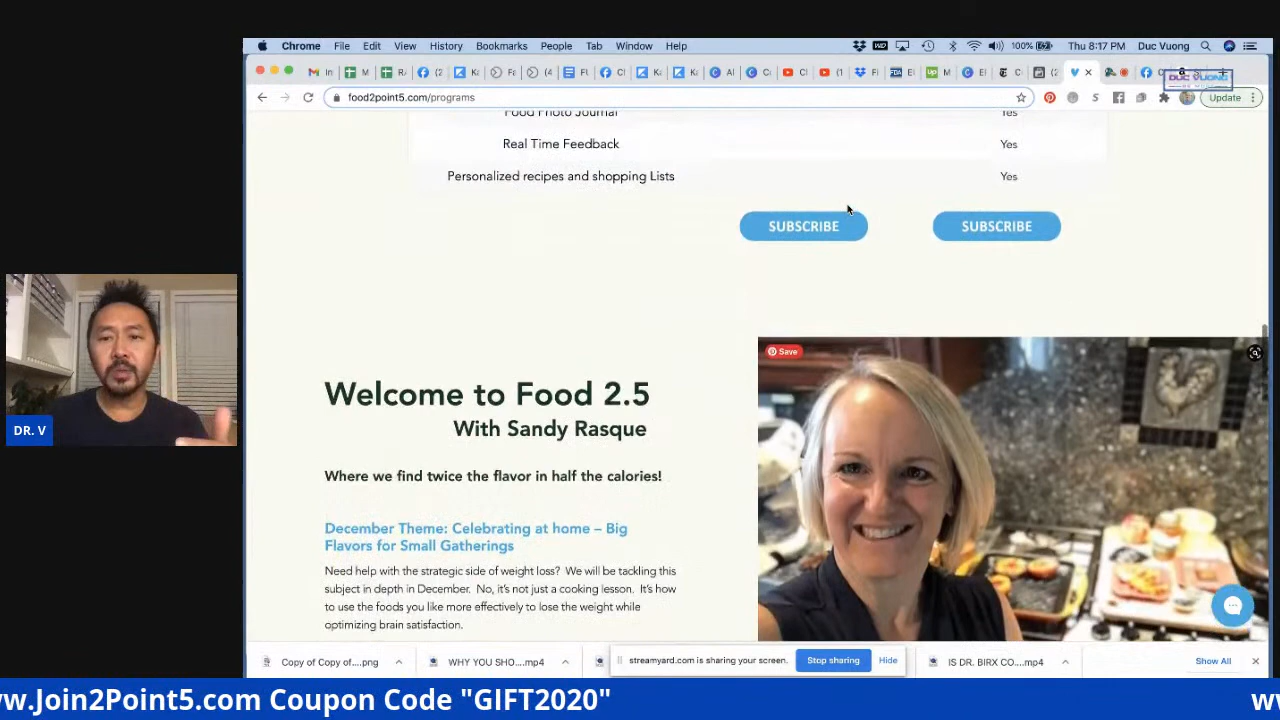 Chrome File Edit View History Bookmarks People Tab Window Help
100% Thu 8:17 PM Duc Vuong
food2point5.com/programs
Update
DUC VUONG
Food Photo Journal Yes
Real Time Feedback Yes
Personalized recipes and shopping Lists Yes
SUBSCRIBE SUBSCRIBE
Save
Welcome to Food 2.5
With Sandy Rasque
Where we find twice the flavor in half the calories!
December Theme: Celebrating at home – Big
Flavors for Small Gatherings
Need help with the strategic side of weight loss? We will be tackling this
subject in depth in December. No, it's not just a cooking lesson. It's how
to use the foods you like more effectively to lose the weight while
optimizing brain satisfaction.
DR. V
Copy of Copy of....png
WHY YOU SHO....mp4
streamyard.com is sharing your screen.
Stop sharing
Hide
IS DR. BIRX CO....mp4
Show All
w.Join2Point5.com Coupon Code "GIFT2020"